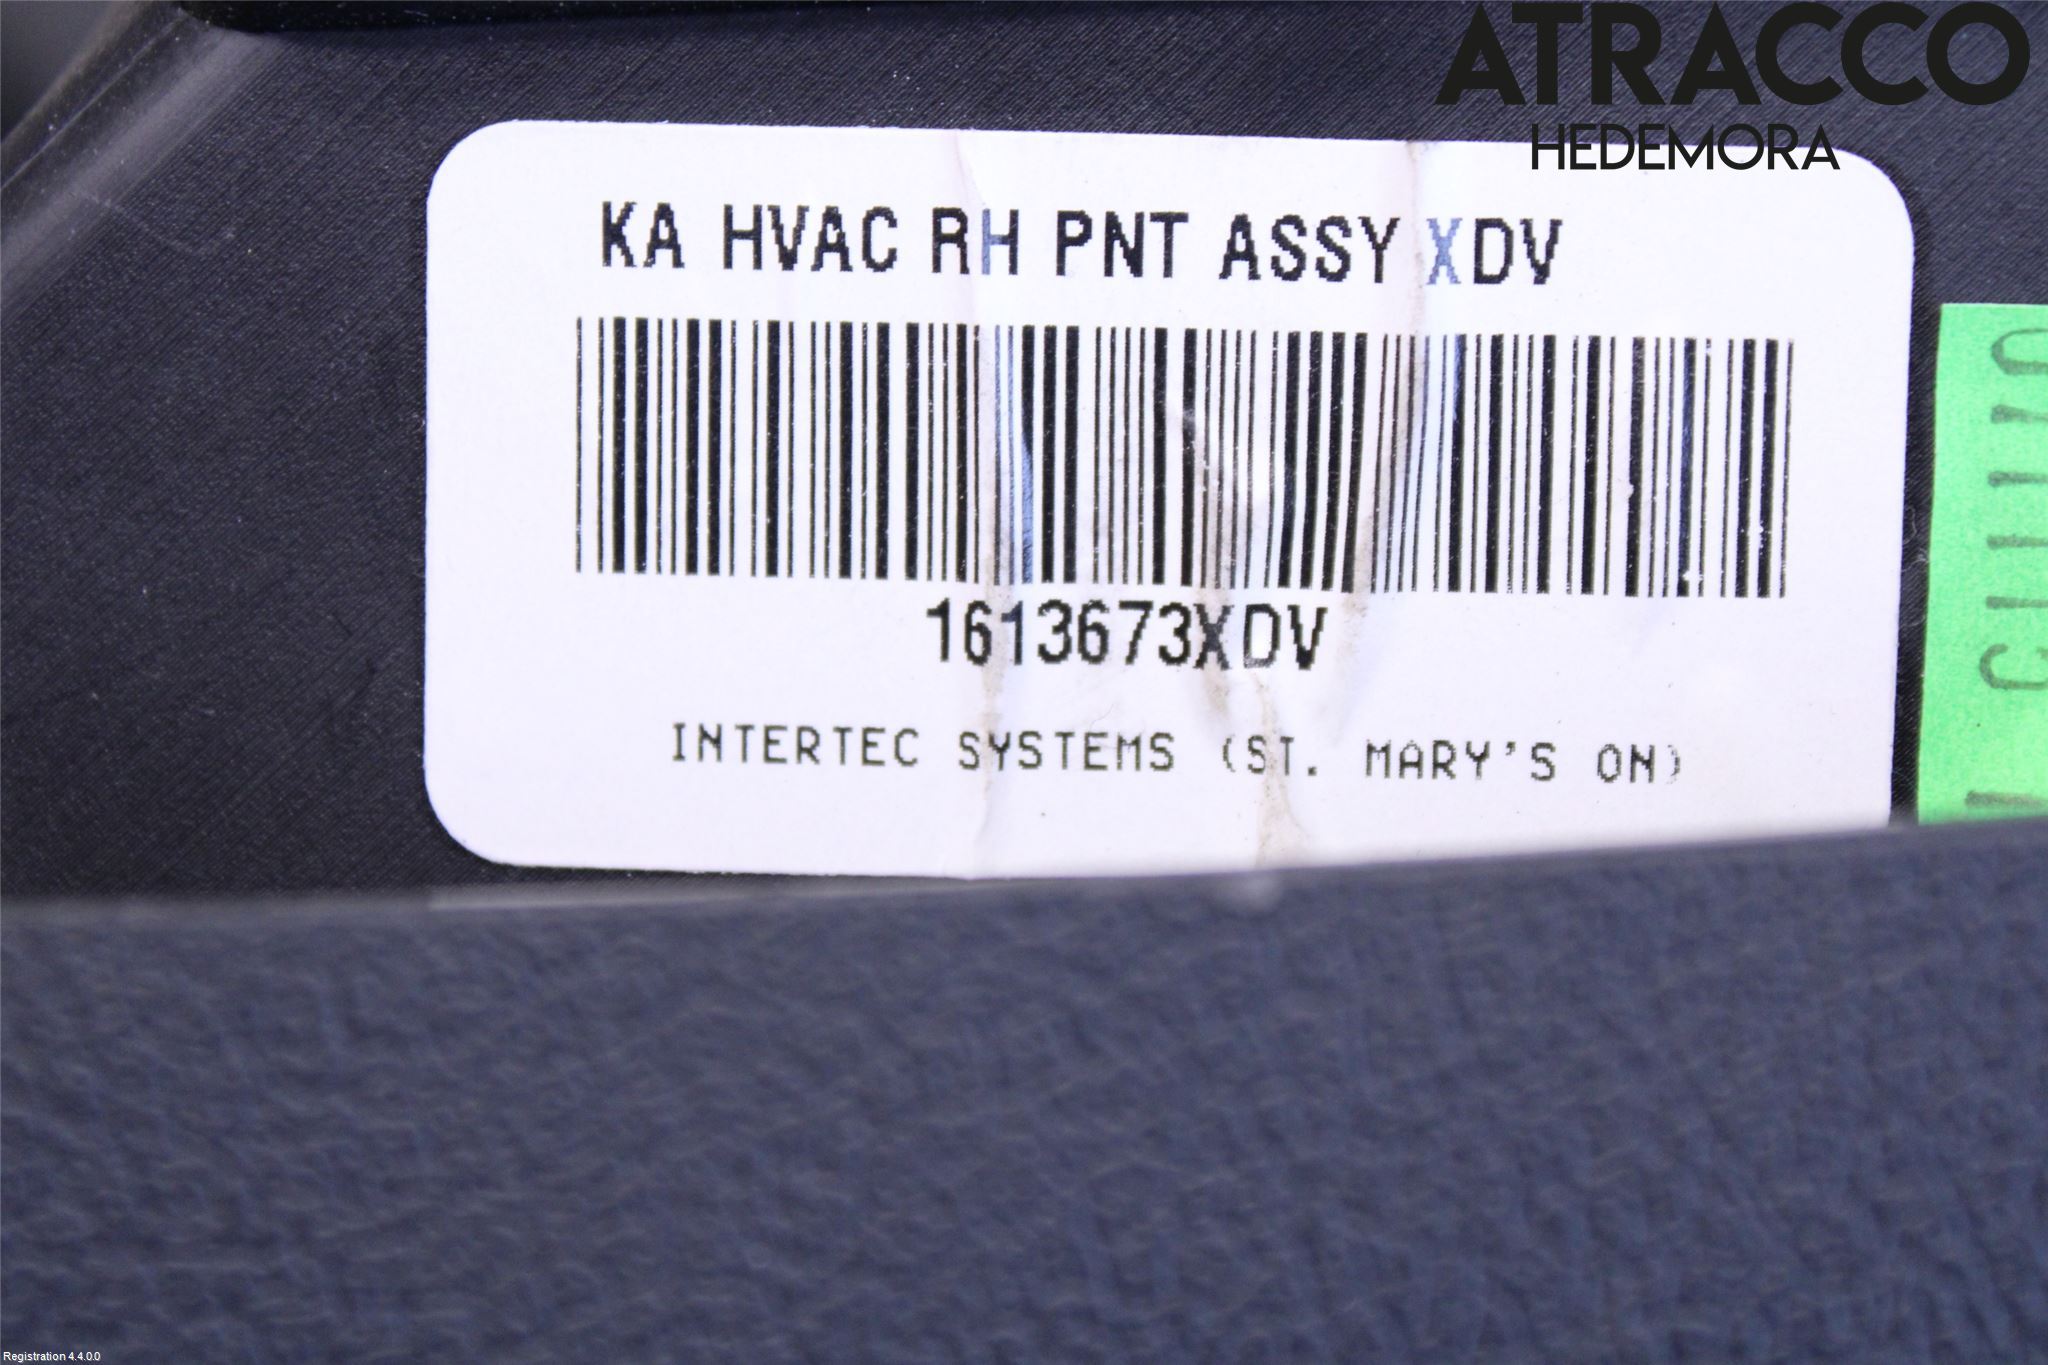 ATRACCO
HEDEMORA
KA HVAC RH PNT ASSY XDV
1613673XDV
INTERTEC SYSTEMS (ST. MARY'S ON)
Registration 4.4.0.0